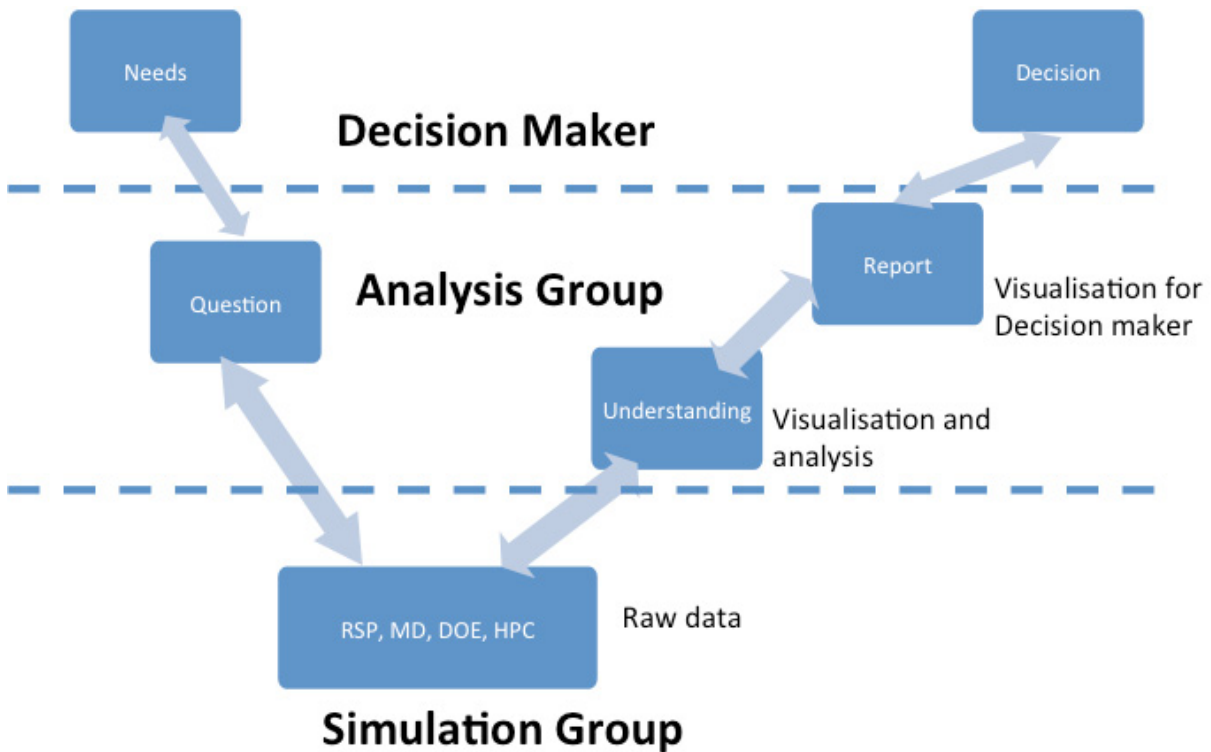 Needs
Decision
Decision Maker
Report
Question
Analysis Group
Visualisation for
Decision maker
Understanding
Visualisation and
analysis
RSP, MD, DOE, HPC
Raw data
Simulation Group